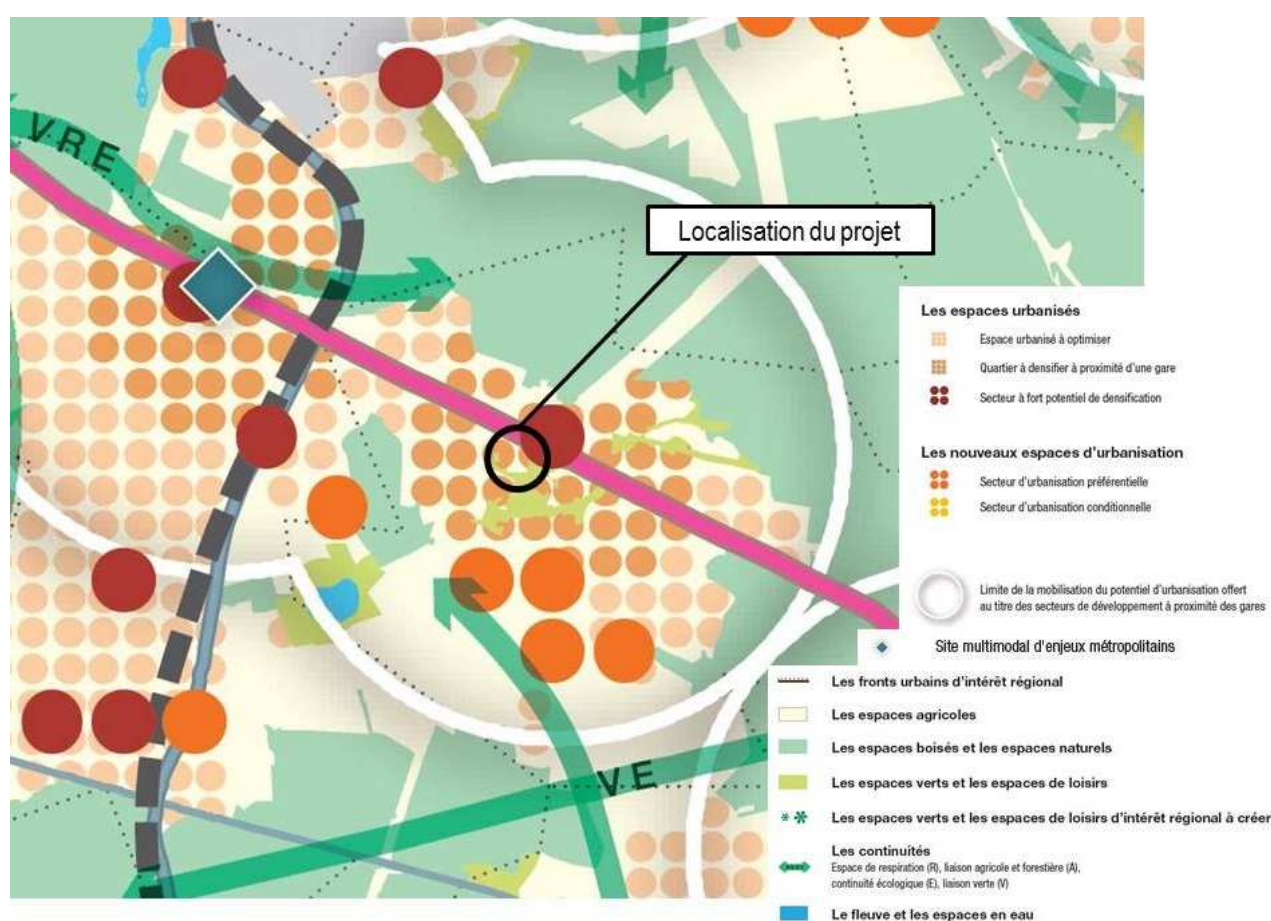 VRE
Localisation du projet
Les espaces urbanisés
Espace urbanisé à optimiser
Quartier à densifier à proximité d'une gare
Secteur à fort potentiel de densification
Les nouveaux espaces d'urbanisation
Secteur d'urbanisation préférentielle
Secteur d'urbanisation conditionnelle
Limite de la mobilisation du potentiel d'urbanisation offert
au titre des secteurs de développement à proximité des gares
Site multimodal d'enjeux métropolitains
Les fronts urbains d'intérêt régional
Les espaces agricoles
Les espaces boisés et les espaces naturels
Les espaces verts et les espaces de loisirs
Les espaces verts et les espaces de loisirs d'intérêt régional à créer
Les continuités
Espace de respiration (R), liaison agricole et forestière (A),
continuité écologique (E), liaison verte (V)
Le fleuve et les espaces en eau
VE